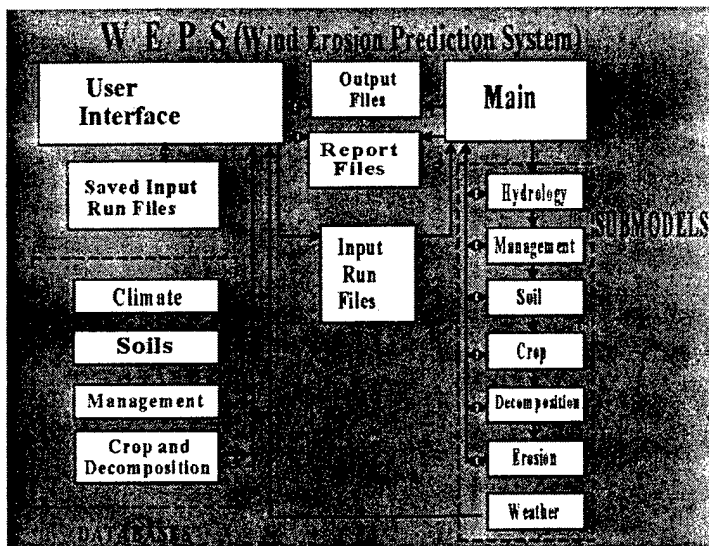 W E P S (WIND EROSION PREDICTION SYSTEM)
User
Interface
Output
Files
Main
Report
Files
Saved Input
Run Files
Input
Run
Files
Hydrology
SUBMODELS
Management
Soil
Crop
Decomposition
Erosion
Weather
Climate
Soils
Management
Crop and
Decomposition
DATABASES